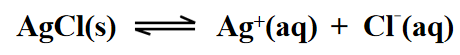 AgCl(s) ⇌ Ag⁺(aq) + Cl⁻(aq)